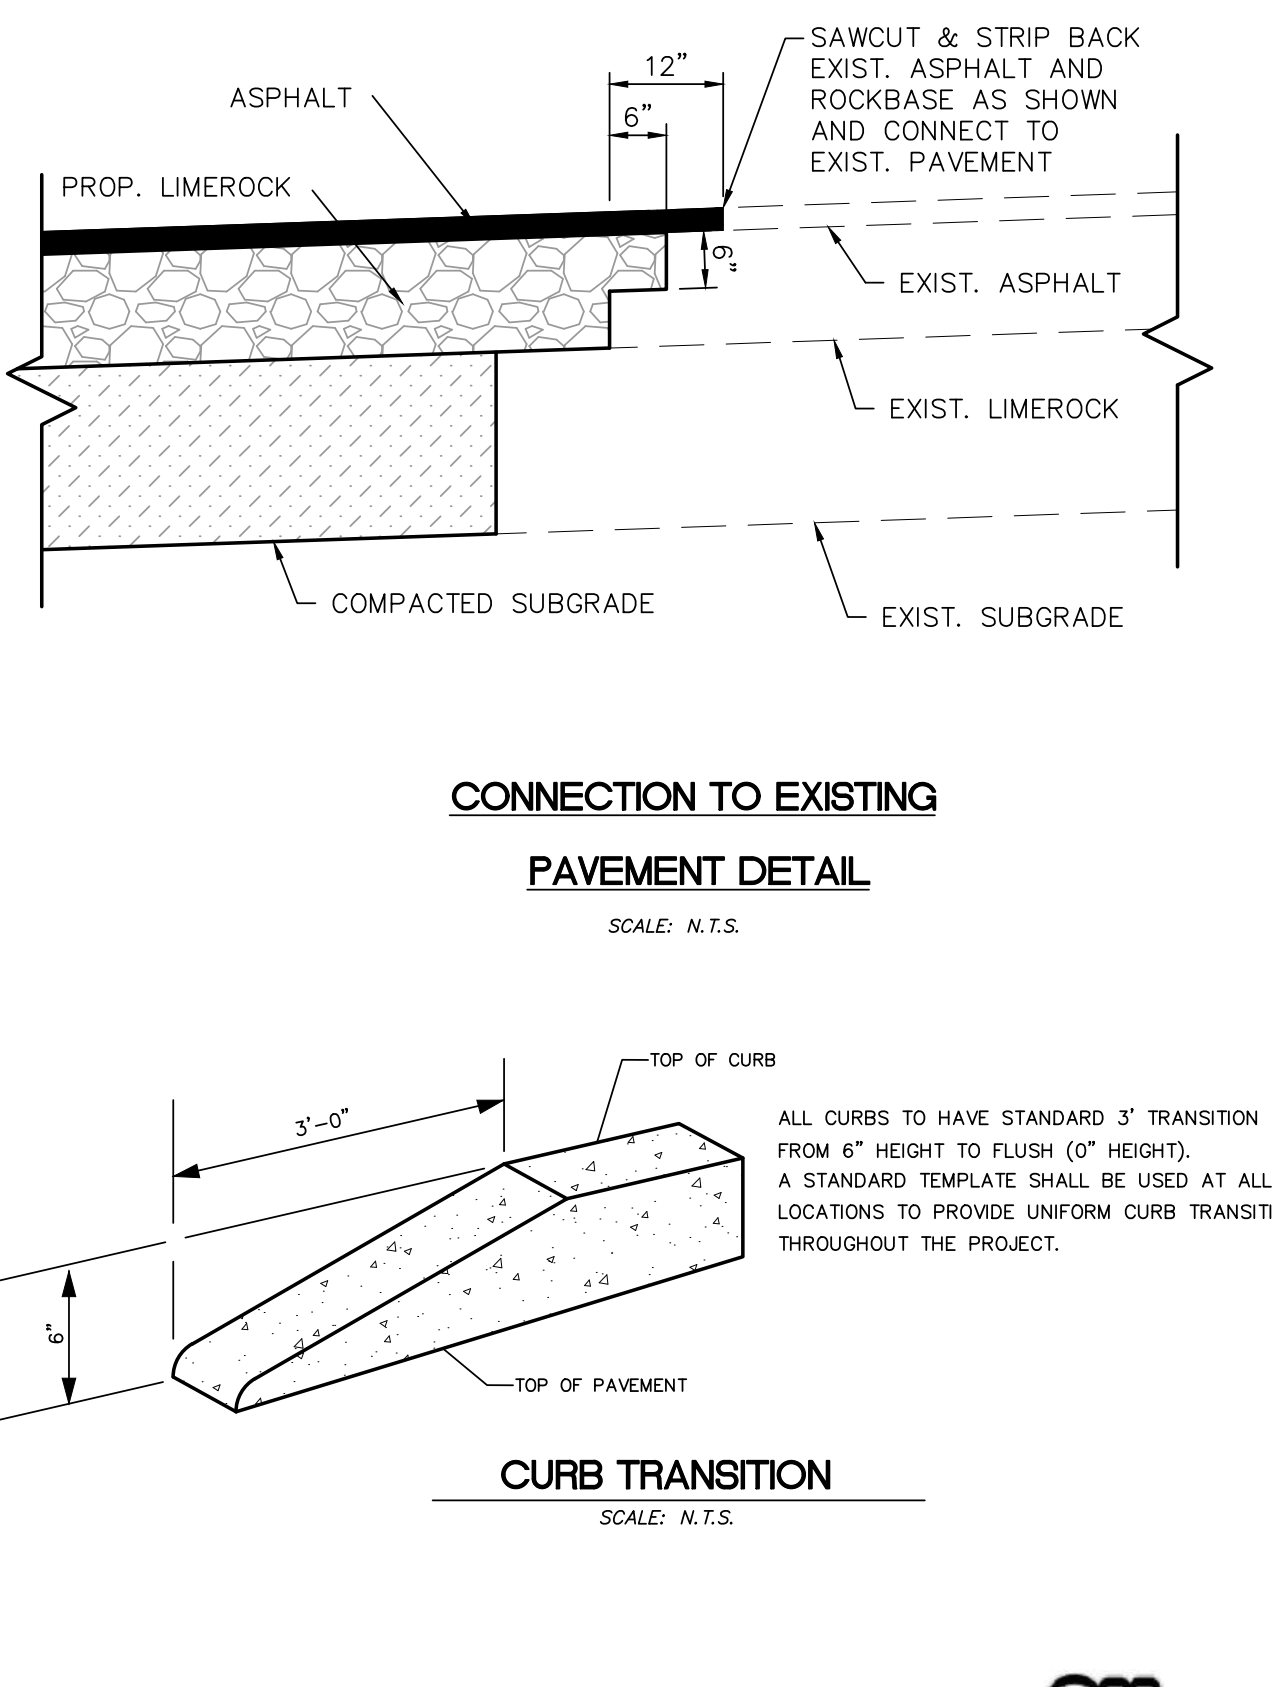 12"
SAWCUT & STRIP BACK
EXIST. ASPHALT AND
ROCKBASE AS SHOWN
AND CONNECT TO
EXIST. PAVEMENT
ASPHALT
6"
PROP. LIMEROCK
6"
EXIST. ASPHALT
EXIST. LIMEROCK
COMPACTED SUBGRADE
EXIST. SUBGRADE
CONNECTION TO EXISTING
PAVEMENT DETAIL
SCALE: N.T.S.
TOP OF CURB
3'-0"
ALL CURBS TO HAVE STANDARD 3' TRANSITION
FROM 6" HEIGHT TO FLUSH (0" HEIGHT).
A STANDARD TEMPLATE SHALL BE USED AT ALL
LOCATIONS TO PROVIDE UNIFORM CURB TRANSITI
THROUGHOUT THE PROJECT.
6"
TOP OF PAVEMENT
CURB TRANSITION
SCALE: N.T.S.